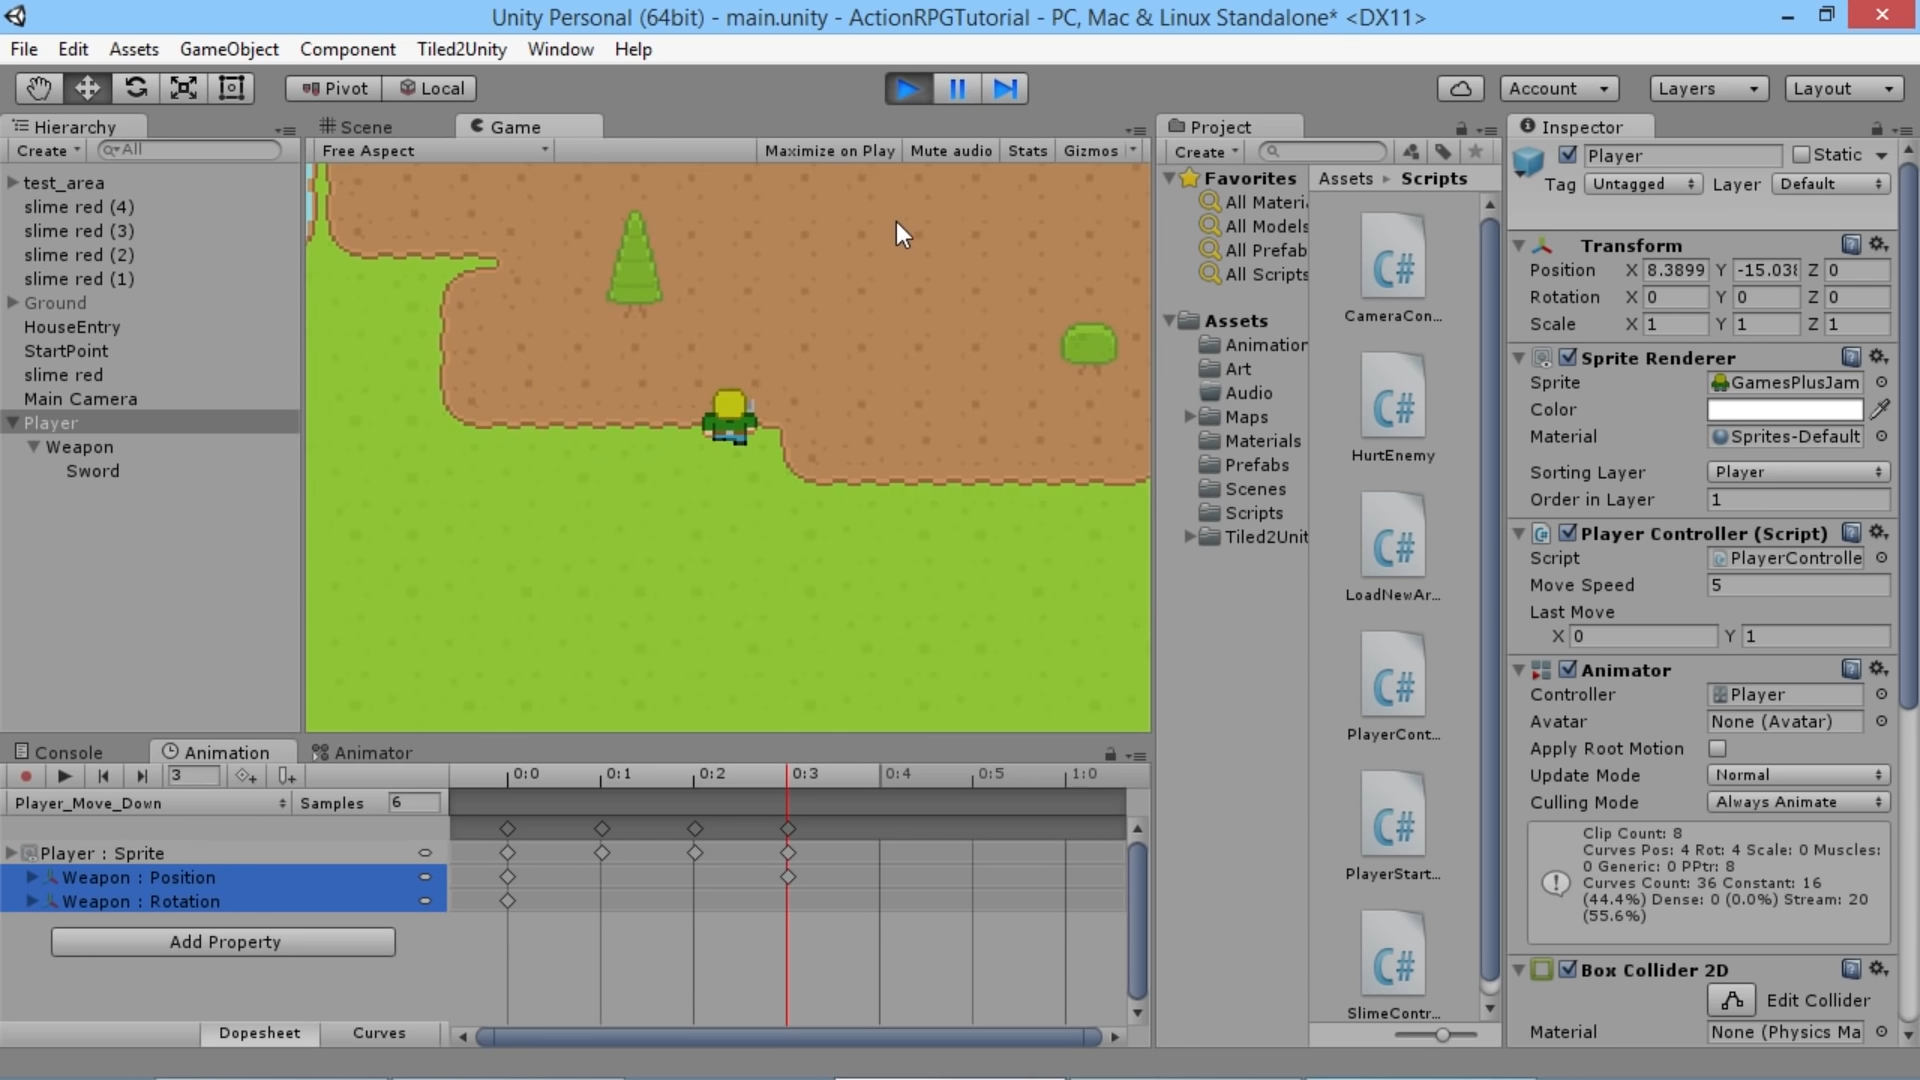 Unity Personal (64bit) - main.unity - ActionRPGTutorial - PC, Mac & Linux Standalone* <DX11>
File Edit Assets GameObject Component Tiled2Unity Window Help
Pivot Local Account Layers Layout
Hierarchy
Create All
test_area
slime red (4)
slime red (3)
slime red (2)
slime red (1)
Ground
HouseEntry
StartPoint
slime red
Main Camera
Player
Weapon
Sword
Scene Game
Free Aspect Maximize on Play Mute audio Stats Gizmos
Project
Create
Favorites
All Materi
All Models
All Prefab
All Scripts
Assets
Animation
Art
Audio
Maps
Materials
Prefabs
Scenes
Scripts
Tiled2Unit
Assets Scripts
C#
CameraCon...
C#
HurtEnemy
C#
LoadNewAr...
C#
PlayerCont...
C#
PlayerStart...
C#
SlimeContr...
Inspector
Player Static
Tag Untagged Layer Default
Transform
Position X 8.3899 Y -15.038 Z 0
Rotation X 0 Y 0 Z 0
Scale X 1 Y 1 Z 1
Sprite Renderer
Sprite GamesPlusJam
Color
Material Sprites-Default
Sorting Layer Player
Order in Layer 1
Player Controller (Script)
Script PlayerControlle
Move Speed 5
Last Move
X 0 Y 1
Animator
Controller Player
Avatar None (Avatar)
Apply Root Motion
Update Mode Normal
Culling Mode Always Animate
Clip Count: 8
Curves Pos: 4 Rot: 4 Scale: 0 Muscles:
0 Generic: 0 PPtr: 8
Curves Count: 36 Constant: 16
(44.4%) Dense: 0 (0.0%) Stream: 20
(55.6%)
Box Collider 2D
Edit Collider
Material None (Physics Ma
Console Animation Animator
3 0:0 0:1 0:2 0:3 0:4 0:5 1:0
Player_Move_Down Samples 6
Player : Sprite
Weapon : Position
Weapon : Rotation
Add Property
Dopesheet Curves